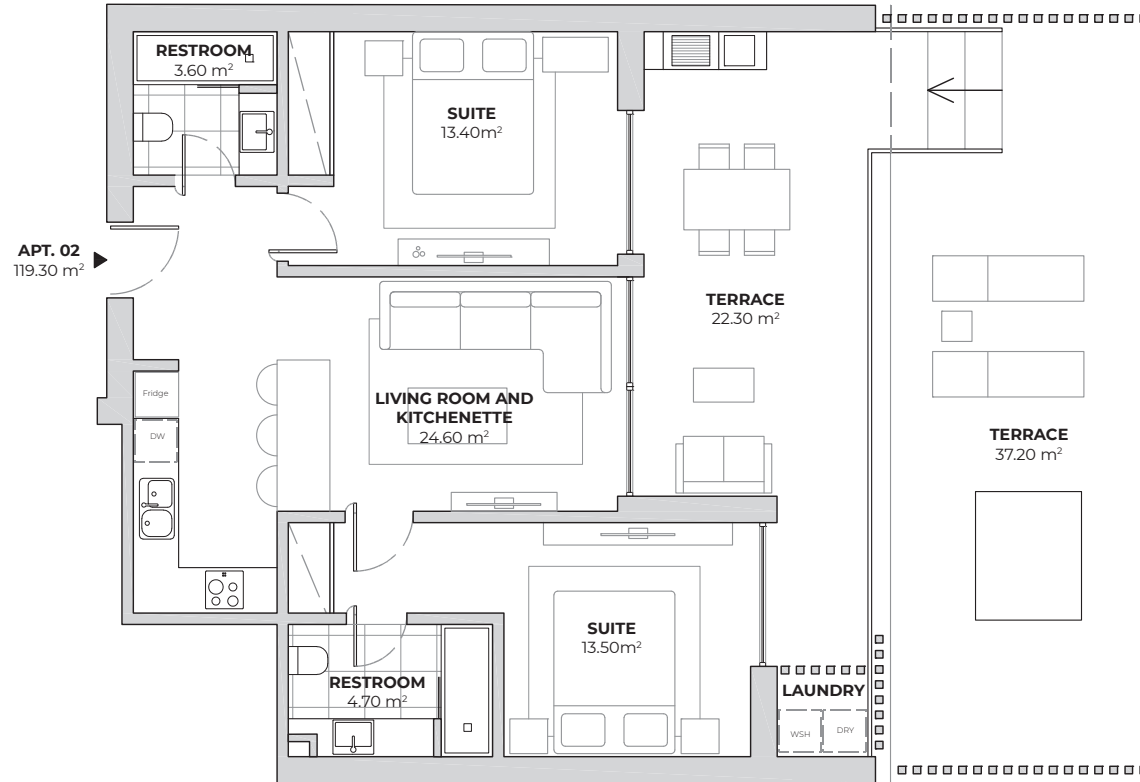 RESTROOM
3.60 m²
SUITE
13.40m²
APT. 02
119.30 m²
TERRACE
22.30 m²
LIVING ROOM AND
KITCHENETTE
24.60 m²
Fridge
DW
TERRACE
37.20 m²
SUITE
13.50m²
RESTROOM
4.70 m²
LAUNDRY
WSH
DRY